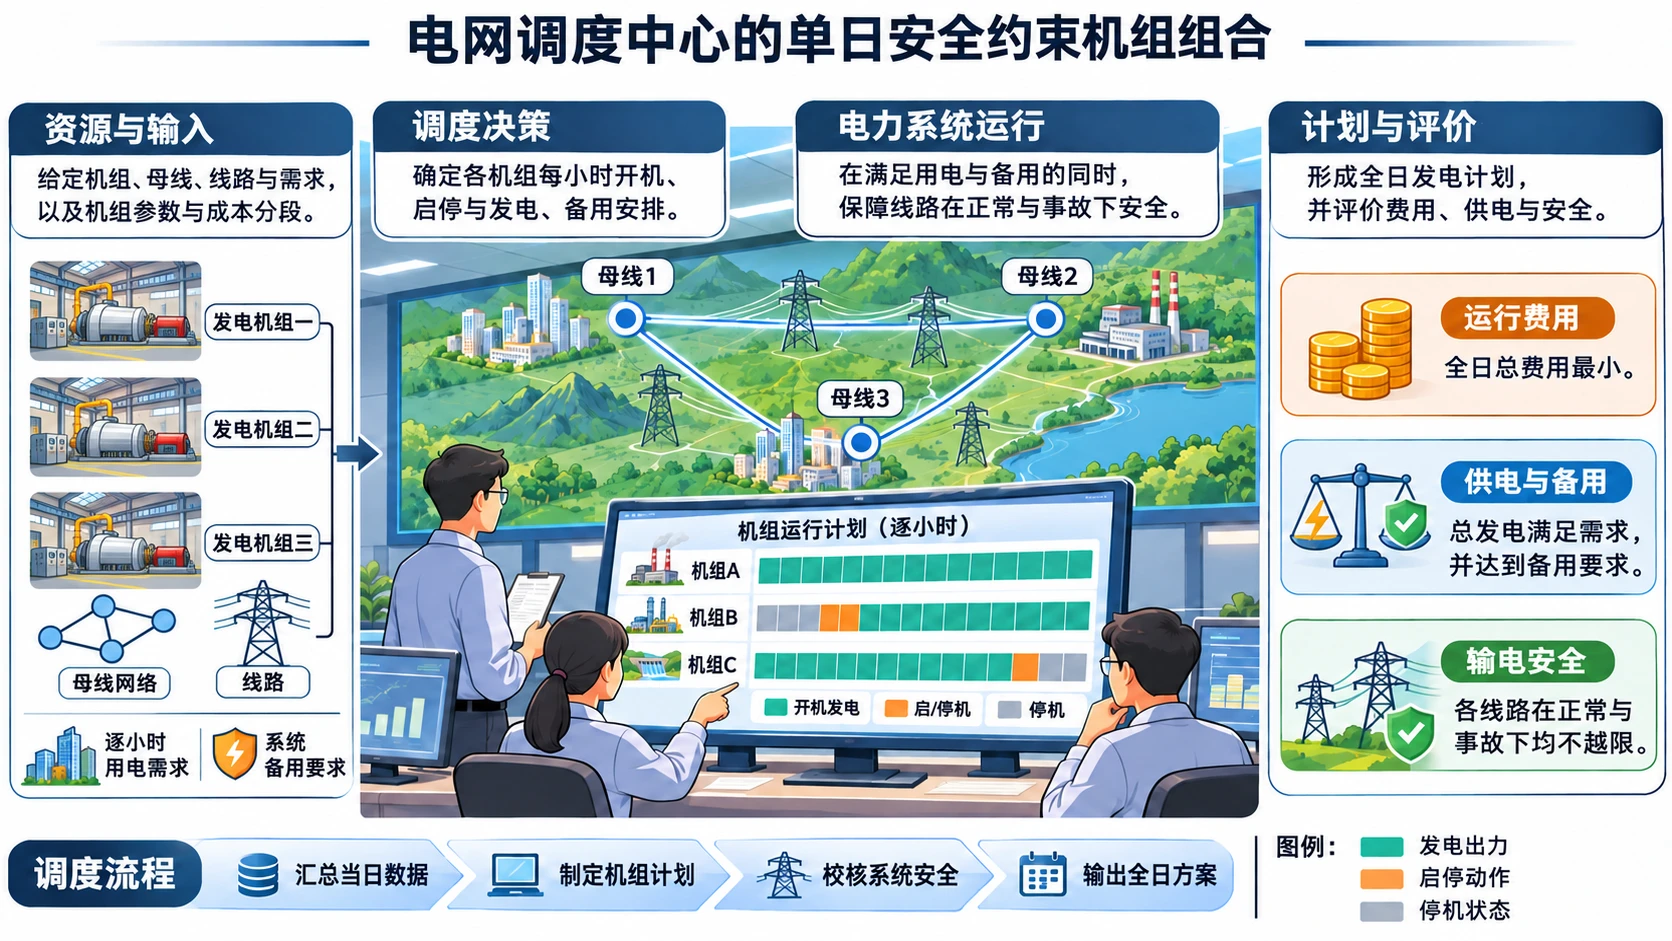 电网调度中心的单日安全约束机组组合
资源与输入
给定机组、母线、线路与需求，
以及机组参数与成本分段。
发电机组一
发电机组二
发电机组三
母线网络
线路
逐小时
用电需求
系统
备用要求
调度决策
确定各机组每小时开机、
启停与发电、备用安排。
电力系统运行
在满足用电与备用的同时，
保障线路在正常与事故下安全。
母线1
母线2
母线3
机组运行计划（逐小时）
机组A
机组B
机组C
开机发电
启/停机
停机
计划与评价
形成全日发电计划，
并评价费用、供电与安全。
运行费用
全日总费用最小。
供电与备用
总发电满足需求，
并达到备用要求。
输电安全
各线路在正常与
事故下均不越限。
调度流程
汇总当日数据
制定机组计划
校核系统安全
输出全日方案
图例：
发电出力
启停动作
停机状态